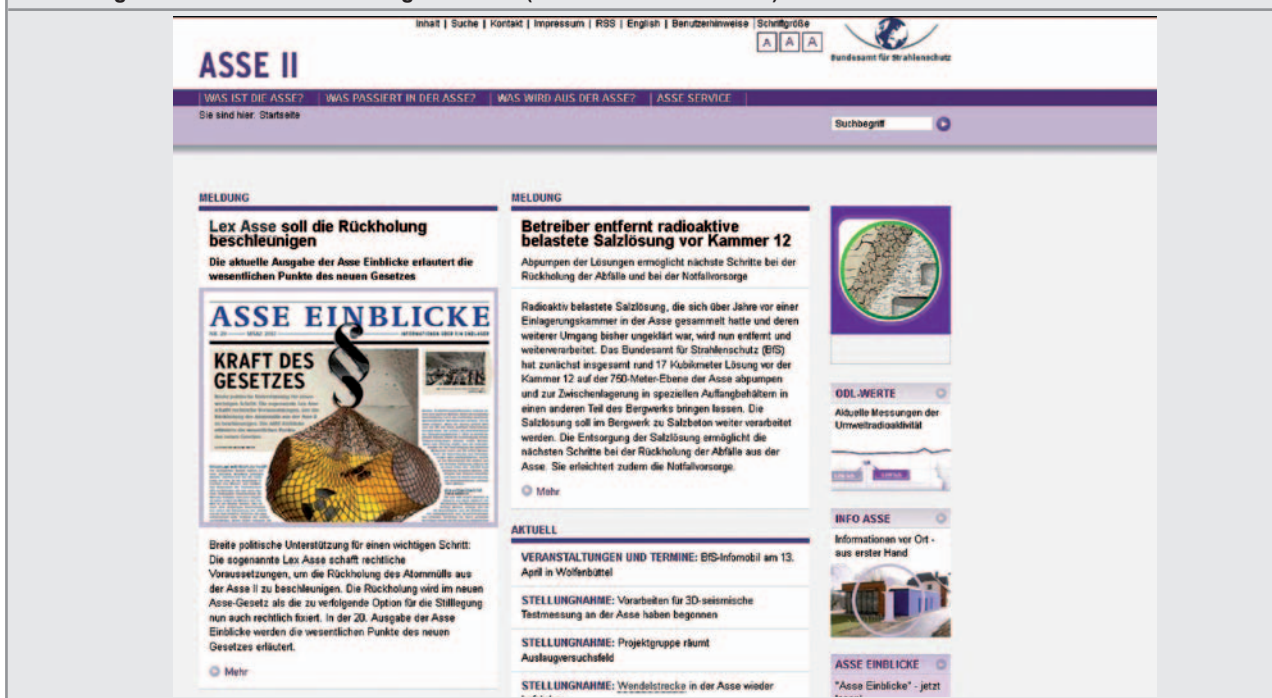 Inhalt | Suche | Kontakt | Impressum | RSS | English | Benutzerhinweise | Schriftgröße
A A A
ASSE II
Bundesamt für Strahlenschutz
WAS IST DIE ASSE? | WAS PASSIERT IN DER ASSE? | WAS WIRD AUS DER ASSE? | ASSE SERVICE
Sie sind hier: Startseite
Suchbegriff
MELDUNG
Lex Asse soll die Rückholung
beschleunigen
Die aktuelle Ausgabe der Asse Einblicke erläutert die
wesentlichen Punkte des neuen Gesetzes
ASSE EINBLICKE
KRAFT DES
GESETZES
§
Breite politische Unterstützung für einen wichtigen Schritt:
Die sogenannte Lex Asse schafft rechtliche
Voraussetzungen, um die Rückholung des Atommülls aus
der Asse II zu beschleunigen. Die Rückholung wird im neuen
Asse-Gesetz als die zu verfolgende Option für die Stilllegung
nun auch rechtlich fixiert. In der 20. Ausgabe der Asse
Einblicke werden die wesentlichen Punkte des neuen
Gesetzes erläutert.
Mehr
MELDUNG
Betreiber entfernt radioaktive
belastete Salzlösung vor Kammer 12
Abpumpen der Lösungen ermöglicht nächste Schritte bei der
Rückholung der Abfälle und bei der Notfallvorsorge
Radioaktiv belastete Salzlösung, die sich über Jahre vor einer
Einlagerungskammer in der Asse gesammelt hatte und deren
weiterer Umgang bisher ungeklärt war, wird nun entfernt und
weiterverarbeitet. Das Bundesamt für Strahlenschutz (BfS)
hat zunächst insgesamt rund 17 Kubikmeter Lösung vor der
Kammer 12 auf der 750-Meter-Ebene der Asse abpumpen
und zur Zwischenlagerung in speziellen Auffangbehältern in
einen anderen Teil des Bergwerks bringen lassen. Die
Salzlösung soll im Bergwerk zu Salzbeton weiter verarbeitet
werden. Die Entsorgung der Salzlösung ermöglicht die
nächsten Schritte bei der Rückholung der Abfälle aus der
Asse. Sie erleichtert zudem die Notfallvorsorge.
Mehr
AKTUELL
VERANSTALTUNGEN UND TERMINE: BfS-Infomobil am 13.
April in Wolfenbüttel
STELLUNGNAHME: Vorarbeiten für 3D-seismische
Testmessung an der Asse haben begonnen
STELLUNGNAHME: Projektgruppe räumt
Auslaugversuchsfeld
STELLUNGNAHME: Wendelstrecke in der Asse wieder
ODL-WERTE
Aktuelle Messungen der
Umweltradioaktivität
INFO ASSE
Informationen vor Ort -
aus erster Hand
ASSE EINBLICKE
"Asse Einblicke" - jetzt